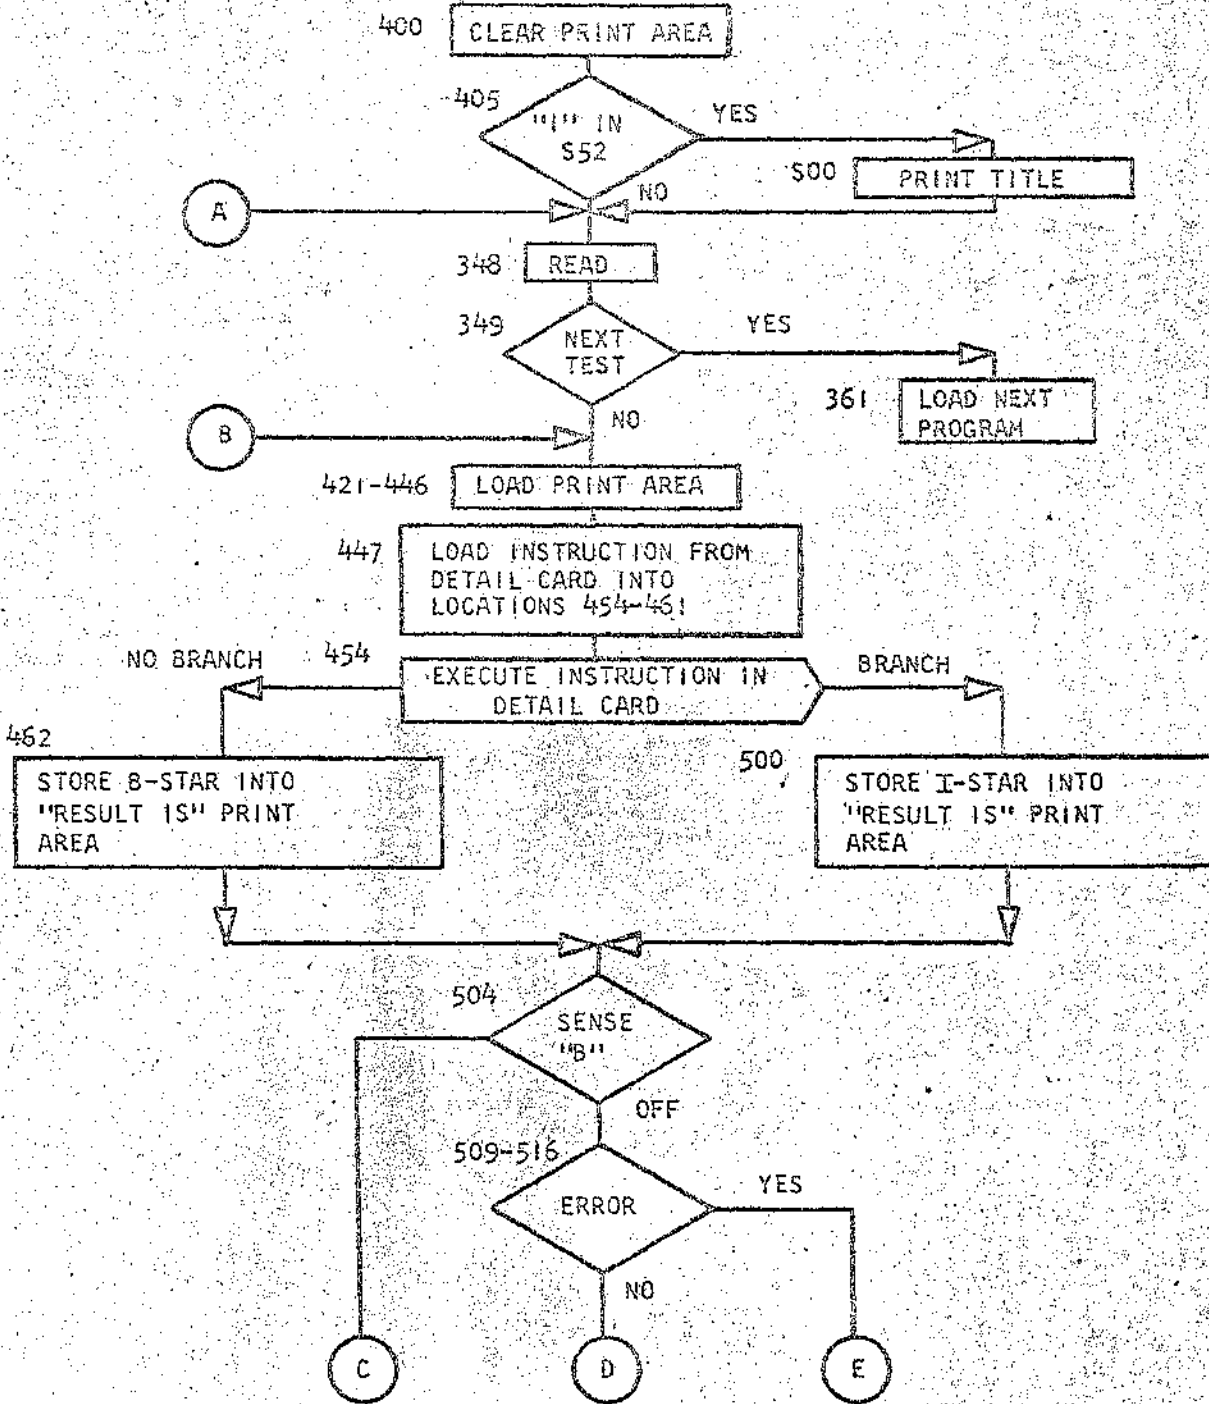 400 CLEAR PRINT AREA
405 "1" IN YES
S52
S00 PRINT TITLE
NO
A
348 READ
349 NEXT YES
TEST
361 LOAD NEXT
PROGRAM
NO
B
421-446 LOAD PRINT AREA
447 LOAD INSTRUCTION FROM
DETAIL CARD INTO
LOCATIONS 454-461
NO BRANCH 454 EXECUTE INSTRUCTION IN BRANCH
DETAIL CARD
462
STORE B-STAR INTO
"RESULT IS" PRINT
AREA
500
STORE I-STAR INTO
"RESULT IS" PRINT
AREA
504 SENSE
"B"
OFF
509-516 ERROR YES
NO
C D E